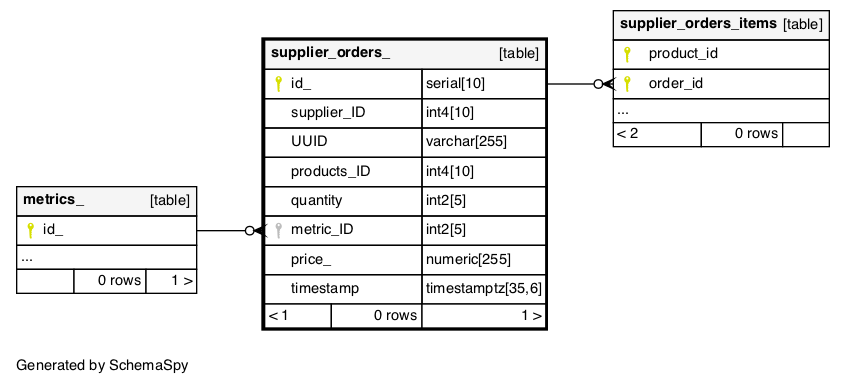 supplier_orders_items [table]
product_id
order_id
...
< 2 0 rows
supplier_orders_ [table]
id_ serial[10]
supplier_ID int4[10]
UUID varchar[255]
products_ID int4[10]
quantity int2[5]
metric_ID int2[5]
price_ numeric[255]
timestamp timestamptz[35,6]
< 1 0 rows 1 >
metrics_ [table]
id_
...
0 rows 1 >
Generated by SchemaSpy